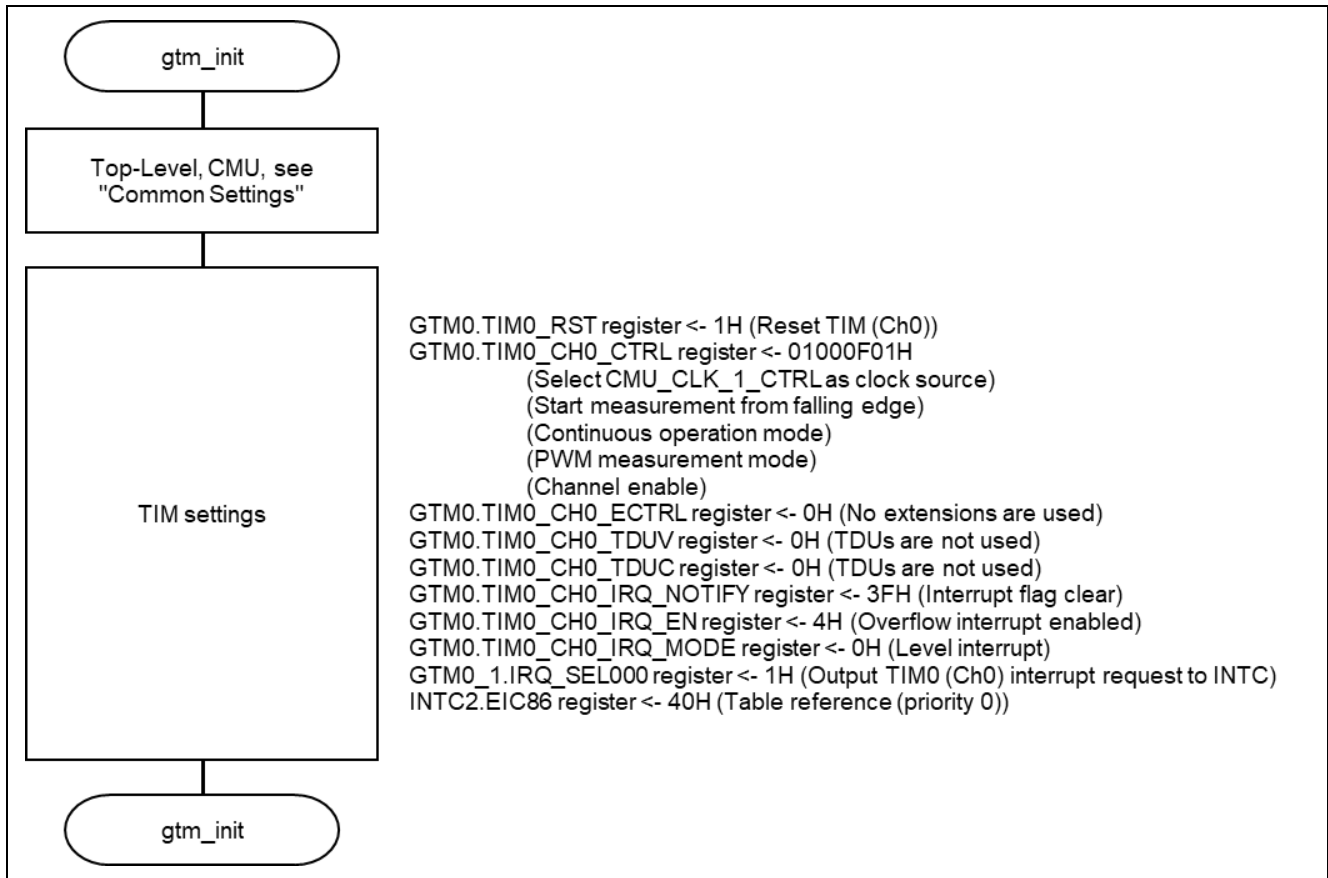 gtm_init
Top-Level, CMU, see
"Common Settings"
TIM settings
GTM0.TIM0_RST register <- 1H (Reset TIM (Ch0))
GTM0.TIM0_CH0_CTRL register <- 01000F01H
(Select CMU_CLK_1_CTRL as clock source)
(Start measurement from falling edge)
(Continuous operation mode)
(PWM measurement mode)
(Channel enable)
GTM0.TIM0_CH0_ECTRL register <- 0H (No extensions are used)
GTM0.TIM0_CH0_TDUV register <- 0H (TDUs are not used)
GTM0.TIM0_CH0_TDUC register <- 0H (TDUs are not used)
GTM0.TIM0_CH0_IRQ_NOTIFY register <- 3FH (Interrupt flag clear)
GTM0.TIM0_CH0_IRQ_EN register <- 4H (Overflow interrupt enabled)
GTM0.TIM0_CH0_IRQ_MODE register <- 0H (Level interrupt)
GTM0_1.IRQ_SEL000 register <- 1H (Output TIM0 (Ch0) interrupt request to INTC)
INTC2.EIC86 register <- 40H (Table reference (priority 0))
gtm_init